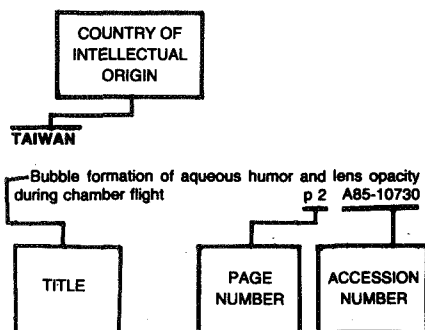 COUNTRY OF
INTELLECTUAL
ORIGIN
TAIWAN
Bubble formation of aqueous humor and lens opacity
during chamber flight p 2 A85-10730
TITLE
PAGE
NUMBER
ACCESSION
NUMBER